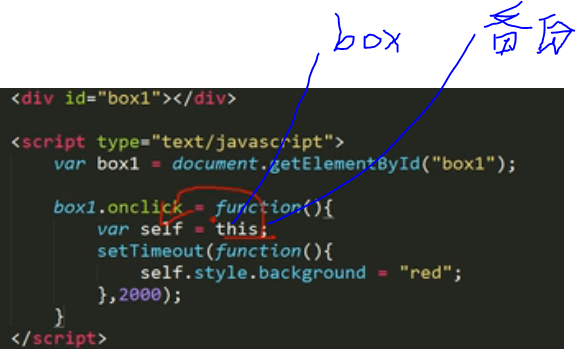 box 备份
<div id="box1"></div>
<script type="text/javascript">
var box1 = document.getElementById("box1");
box1.onclick = function(){
var self = this;
setTimeout(function(){
self.style.background = "red";
},2000);
}
</script>